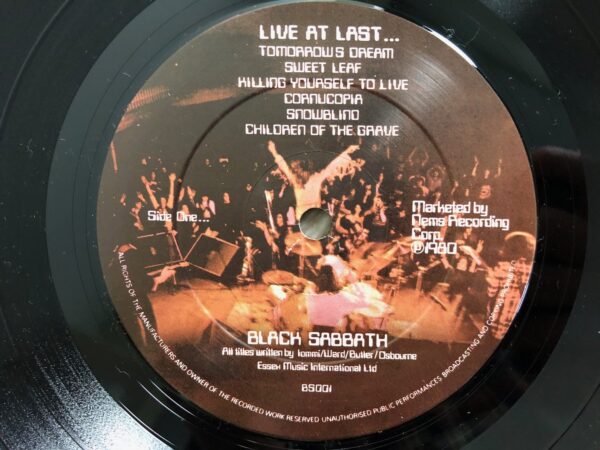 LIVE AT LAST...
TOMORROWS DREAM
SWEET LEAF
KILLING YOURSELF TO LIVE
CORNUCOPIA
SNOWBLIND
CHILDREN OF THE GRAVE
Side One...
Marketed by
Nems Recording
Corp.
℗1980
BLACK SABBATH
All titles written by Iommi/Ward/Butler/Osbourne
Essex Music International Ltd
BS001
ALL RIGHTS OF THE MANUFACTURERS AND OWNER OF THE RECORDED WORK RESERVED UNAUTHORISED PUBLIC PERFORMANCES BROADCASTING AND